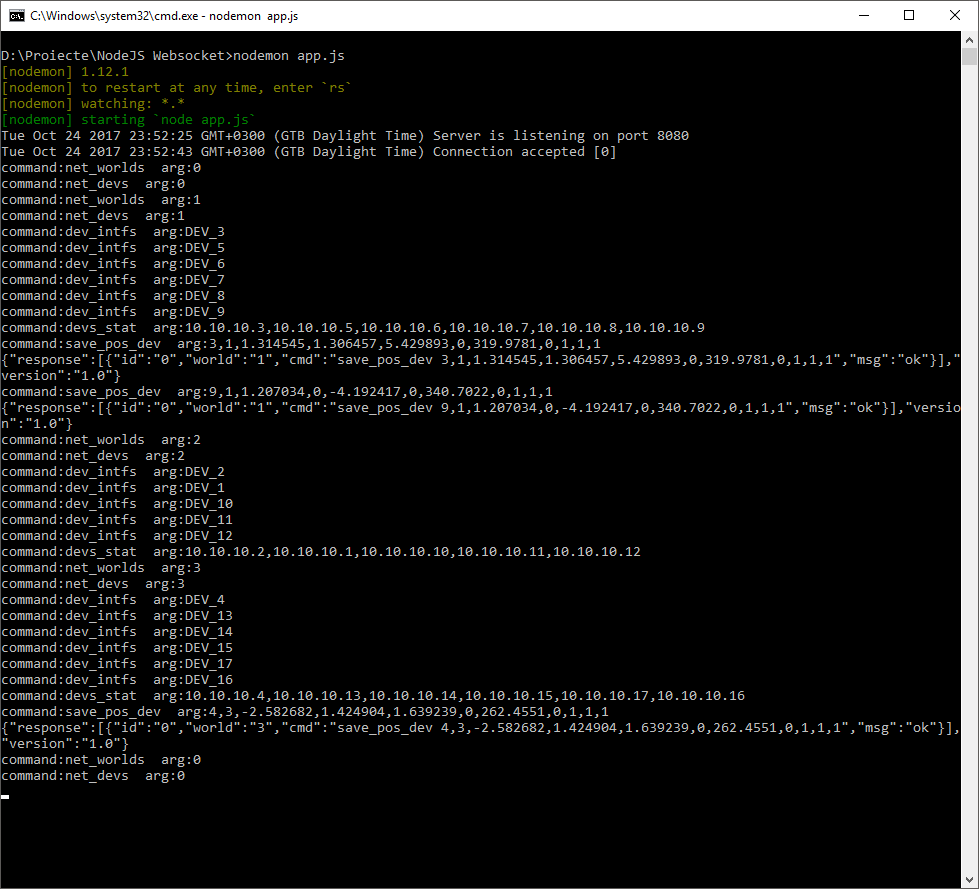 C:\Windows\system32\cmd.exe - nodemon  app.js
D:\Proiecte\NodeJS Websocket>nodemon app.js
[nodemon] 1.12.1
[nodemon] to restart at any time, enter `rs`
[nodemon] watching: *.*
[nodemon] starting `node app.js`
Tue Oct 24 2017 23:52:25 GMT+0300 (GTB Daylight Time) Server is listening on port 8080
Tue Oct 24 2017 23:52:43 GMT+0300 (GTB Daylight Time) Connection accepted [0]
command:net_worlds  arg:0
command:net_devs  arg:0
command:net_worlds  arg:1
command:net_devs  arg:1
command:dev_intfs  arg:DEV_3
command:dev_intfs  arg:DEV_5
command:dev_intfs  arg:DEV_6
command:dev_intfs  arg:DEV_7
command:dev_intfs  arg:DEV_8
command:dev_intfs  arg:DEV_9
command:devs_stat  arg:10.10.10.3,10.10.10.5,10.10.10.6,10.10.10.7,10.10.10.8,10.10.10.9
command:save_pos_dev  arg:3,1,1.314545,1.306457,5.429893,0,319.9781,0,1,1,1
{"response":[{"id":"0","world":"1","cmd":"save_pos_dev 3,1,1.314545,1.306457,5.429893,0,319.9781,0,1,1,1","msg":"ok"}],"
version":"1.0"}
command:save_pos_dev  arg:9,1,1.207034,0,-4.192417,0,340.7022,0,1,1,1
{"response":[{"id":"0","world":"1","cmd":"save_pos_dev 9,1,1.207034,0,-4.192417,0,340.7022,0,1,1,1","msg":"ok"}],"versio
n":"1.0"}
command:net_worlds  arg:2
command:net_devs  arg:2
command:dev_intfs  arg:DEV_2
command:dev_intfs  arg:DEV_1
command:dev_intfs  arg:DEV_10
command:dev_intfs  arg:DEV_11
command:dev_intfs  arg:DEV_12
command:devs_stat  arg:10.10.10.2,10.10.10.1,10.10.10.10,10.10.10.11,10.10.10.12
command:net_worlds  arg:3
command:net_devs  arg:3
command:dev_intfs  arg:DEV_4
command:dev_intfs  arg:DEV_13
command:dev_intfs  arg:DEV_14
command:dev_intfs  arg:DEV_15
command:dev_intfs  arg:DEV_17
command:dev_intfs  arg:DEV_16
command:devs_stat  arg:10.10.10.4,10.10.10.13,10.10.10.14,10.10.10.15,10.10.10.17,10.10.10.16
command:save_pos_dev  arg:4,3,-2.582682,1.424904,1.639239,0,262.4551,0,1,1,1
{"response":[{"id":"0","world":"3","cmd":"save_pos_dev 4,3,-2.582682,1.424904,1.639239,0,262.4551,0,1,1,1","msg":"ok"}],
"version":"1.0"}
command:net_worlds  arg:0
command:net_devs  arg:0